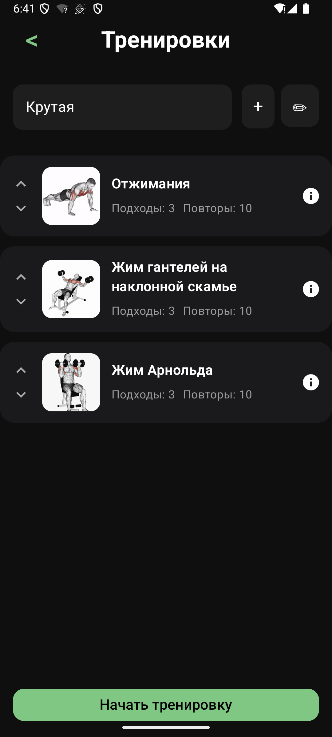 6:41
<
Тренировки
Крутая
+
Отжимания
Подходы: 3 Повторы: 10
Жим гантелей на
наклонной скамье
Подходы: 3 Повторы: 10
Жим Арнольда
Подходы: 3 Повторы: 10
Начать тренировку